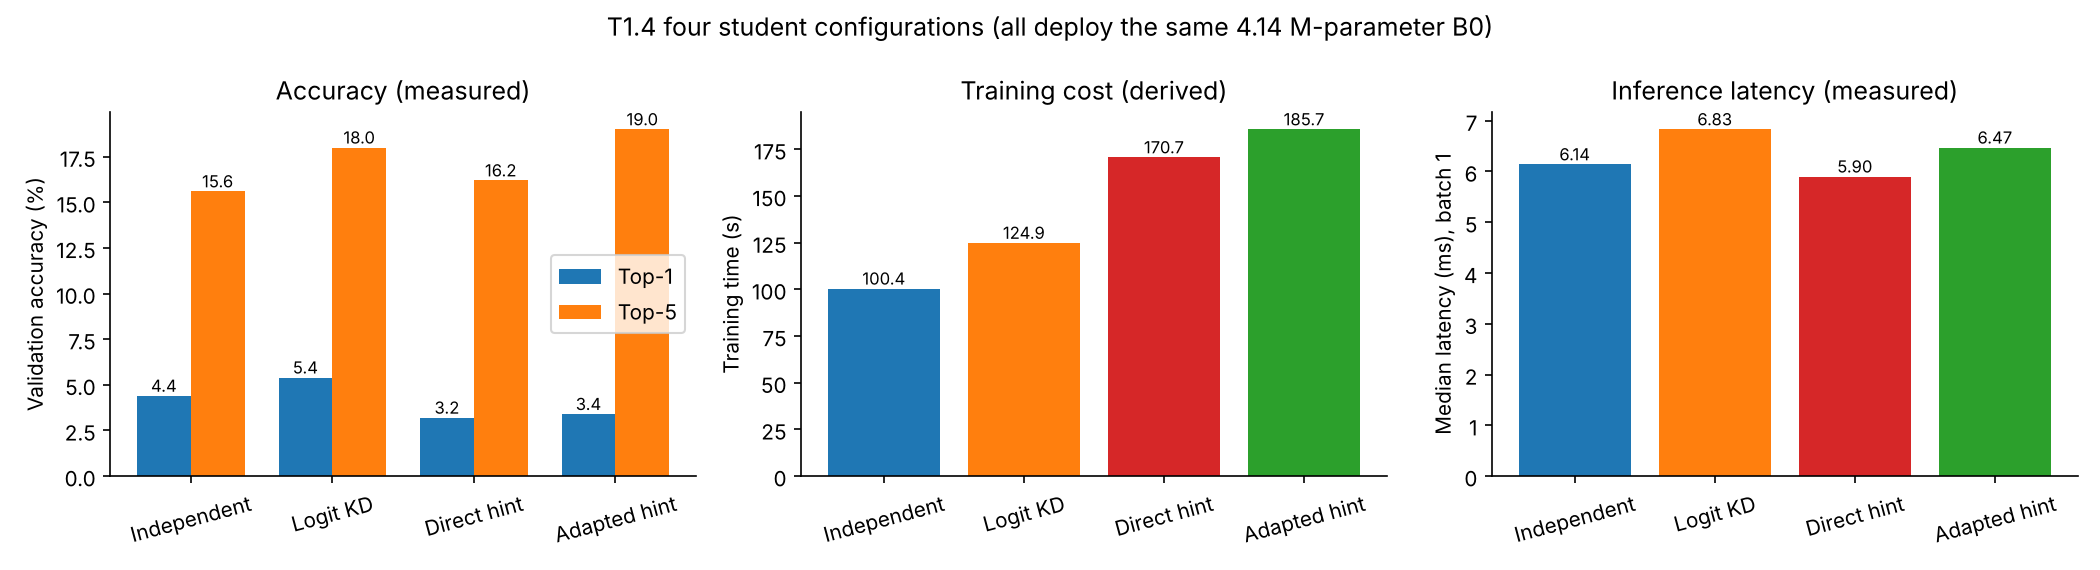 T1.4 four student configurations (all deploy the same 4.14 M-parameter B0)
Accuracy (measured)
Validation accuracy (%)
17.5
15.0
12.5
10.0
7.5
5.0
2.5
0.0
4.4
15.6
5.4
18.0
3.2
16.2
3.4
19.0
Top-1
Top-5
Independent
Logit KD
Direct hint
Adapted hint
Training cost (derived)
Training time (s)
175
150
125
100
75
50
25
0
100.4
124.9
170.7
185.7
Independent
Logit KD
Direct hint
Adapted hint
Inference latency (measured)
Median latency (ms), batch 1
7
6
5
4
3
2
1
0
6.14
6.83
5.90
6.47
Independent
Logit KD
Direct hint
Adapted hint